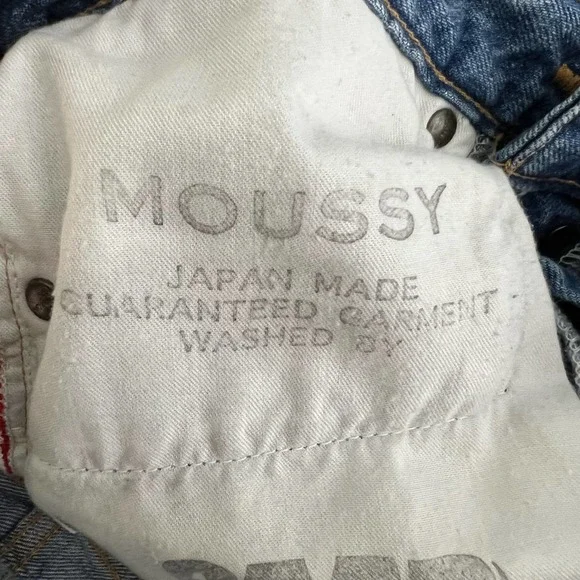 MOUSSY
JAPAN MADE
GUARANTEED GARMENT
WASHED BY